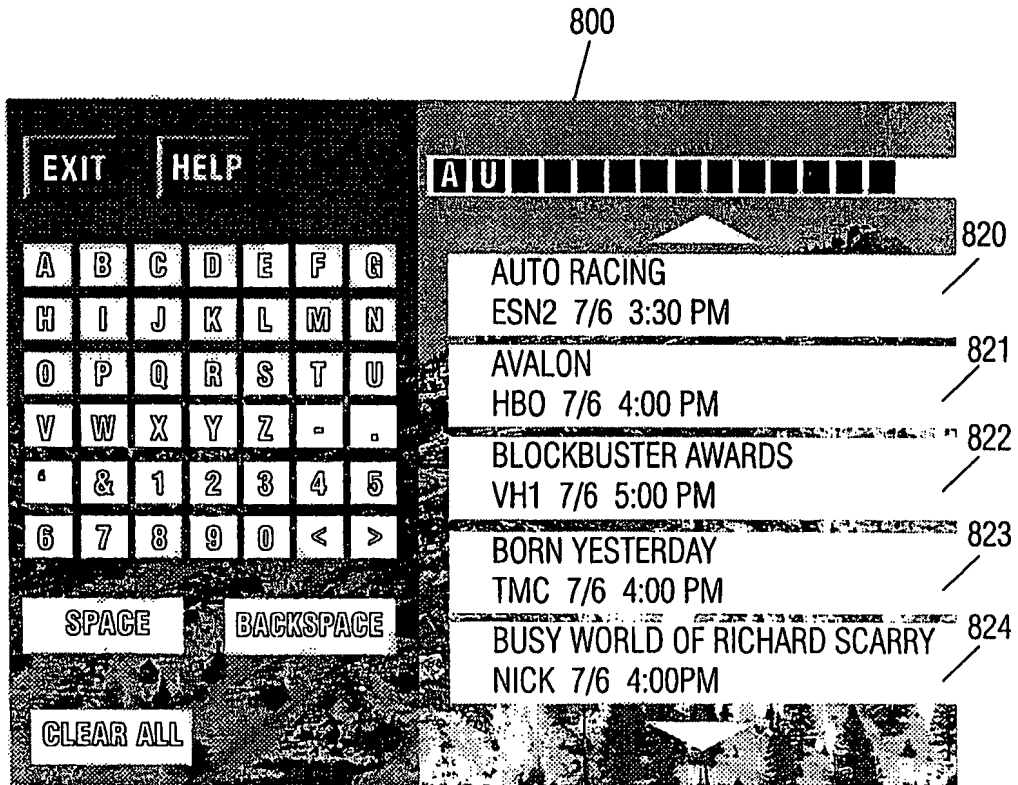 800
EXIT HELP
A U
A B C D E F G
H I J K L M N
O P Q R S T U
V W X Y Z - .
' & 1 2 3 4 5
6 7 8 9 0 < >
SPACE BACKSPACE
CLEAR ALL
820
AUTO RACING
ESN2 7/6 3:30 PM
821
AVALON
HBO 7/6 4:00 PM
822
BLOCKBUSTER AWARDS
VH1 7/6 5:00 PM
823
BORN YESTERDAY
TMC 7/6 4:00 PM
824
BUSY WORLD OF RICHARD SCARRY
NICK 7/6 4:00PM